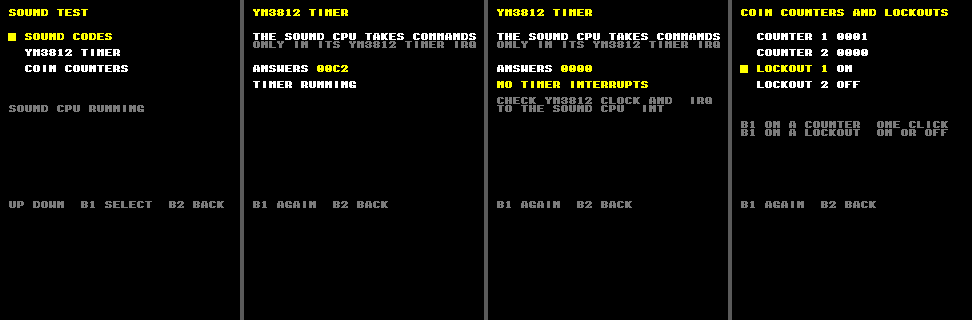 SOUND TEST
SOUND CODES
YM3812 TIMER
COIN COUNTERS
SOUND CPU RUNNING
UP DOWN  B1 SELECT  B2 BACK
YM3812 TIMER
THE SOUND CPU TAKES COMMANDS
ONLY IN ITS YM3812 TIMER IRQ
ANSWERS 00C2
TIMER RUNNING
B1 AGAIN  B2 BACK
YM3812 TIMER
THE SOUND CPU TAKES COMMANDS
ONLY IN ITS YM3812 TIMER IRQ
ANSWERS 0000
NO TIMER INTERRUPTS
CHECK YM3812 CLOCK AND  IRQ
TO THE SOUND CPU  INT
B1 AGAIN  B2 BACK
COIN COUNTERS AND LOCKOUTS
COUNTER 1 0001
COUNTER 2 0000
LOCKOUT 1 ON
LOCKOUT 2 OFF
B1 ON A COUNTER  ONE CLICK
B1 ON A LOCKOUT  ON OR OFF
B1 AGAIN  B2 BACK